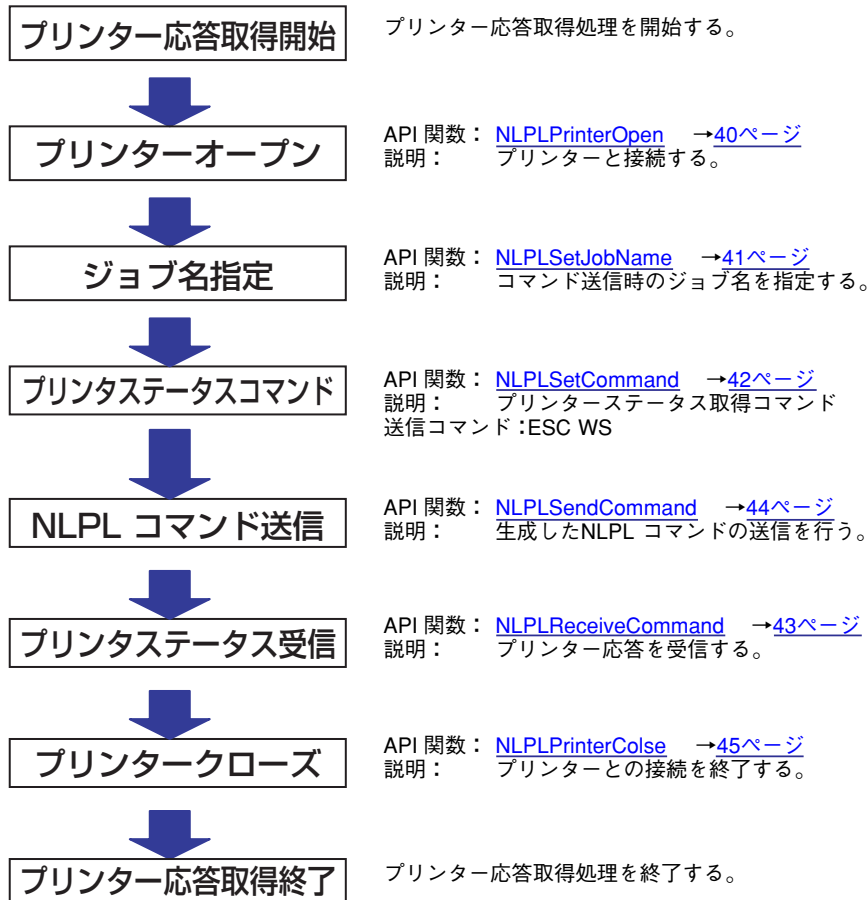 プリンター応答取得開始
プリンター応答取得処理を開始する。
プリンターオープン
API 関数： NLPLPrinterOpen →40ページ
説明： プリンターと接続する。
ジョブ名指定
API 関数： NLPLSetJobName →41ページ
説明： コマンド送信時のジョブ名を指定する。
プリンタステータスコマンド
API 関数： NLPLSetCommand →42ページ
説明： プリンターステータス取得コマンド
送信コマンド：ESC WS
NLPL コマンド送信
API 関数： NLPLSendCommand →44ページ
説明： 生成したNLPL コマンドの送信を行う。
プリンタステータス受信
API 関数： NLPLReceiveCommand →43ページ
説明： プリンター応答を受信する。
プリンタークローズ
API 関数： NLPLPrinterColse →45ページ
説明： プリンターとの接続を終了する。
プリンター応答取得終了
プリンター応答取得処理を終了する。